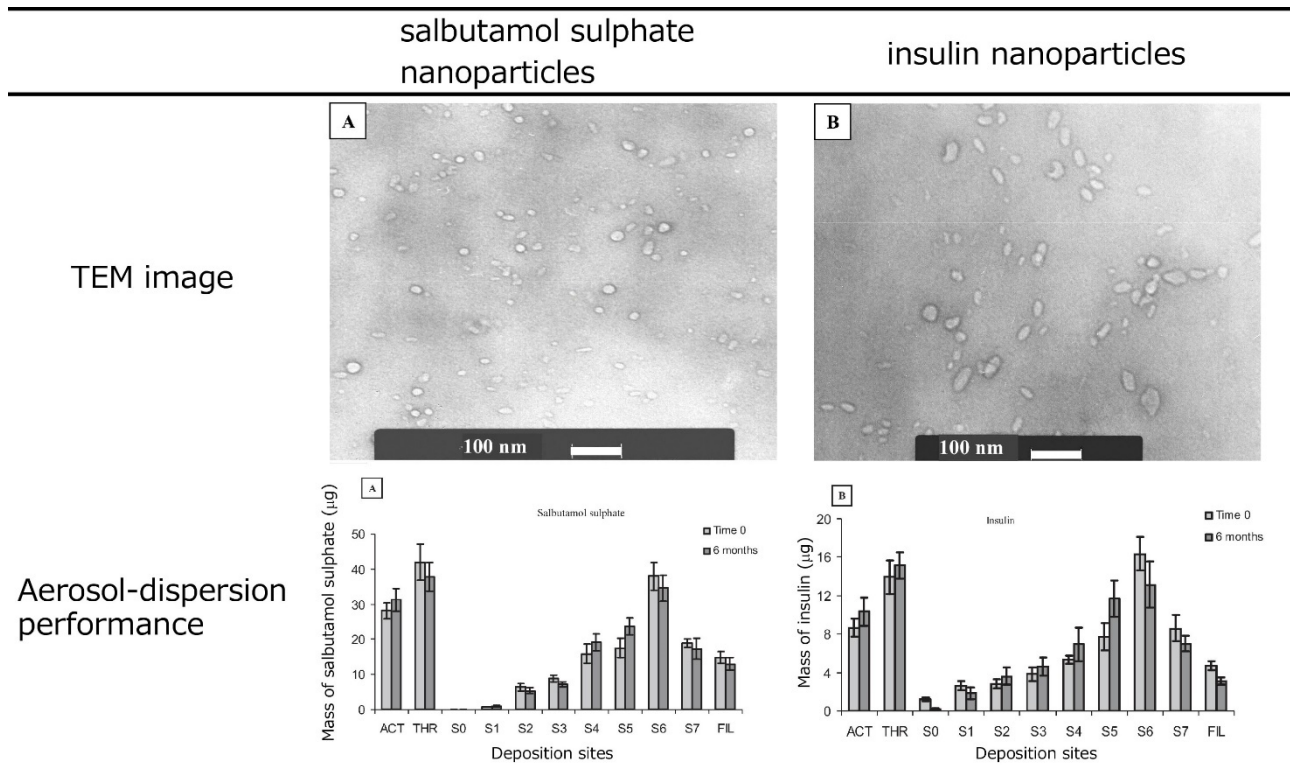 salbutamol sulphate
nanoparticles
insulin nanoparticles
TEM image
A
100 nm
B
100 nm
Aerosol-dispersion
performance
A
Salbutamol sulphate
Time 0
6 months
Mass of salbutamol sulphate (μg)
50
40
30
20
10
0
ACT THR S0 S1 S2 S3 S4 S5 S6 S7 FIL
Deposition sites
B
Insulin
Time 0
6 months
Mass of insulin (μg)
20
16
12
8
4
0
ACT THR S0 S1 S2 S3 S4 S5 S6 S7 FIL
Deposition sites